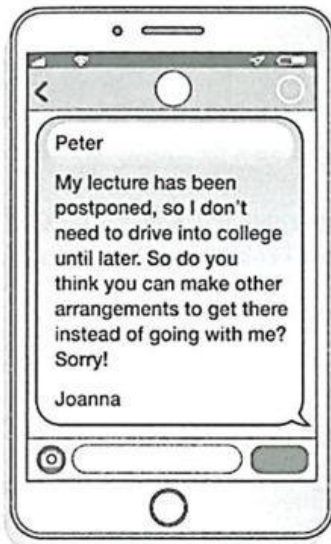 Peter
My lecture has been
postponed, so I don't
need to drive into college
until later. So do you
think you can make other
arrangements to get there
instead of going with me?
Sorry!
Joanna